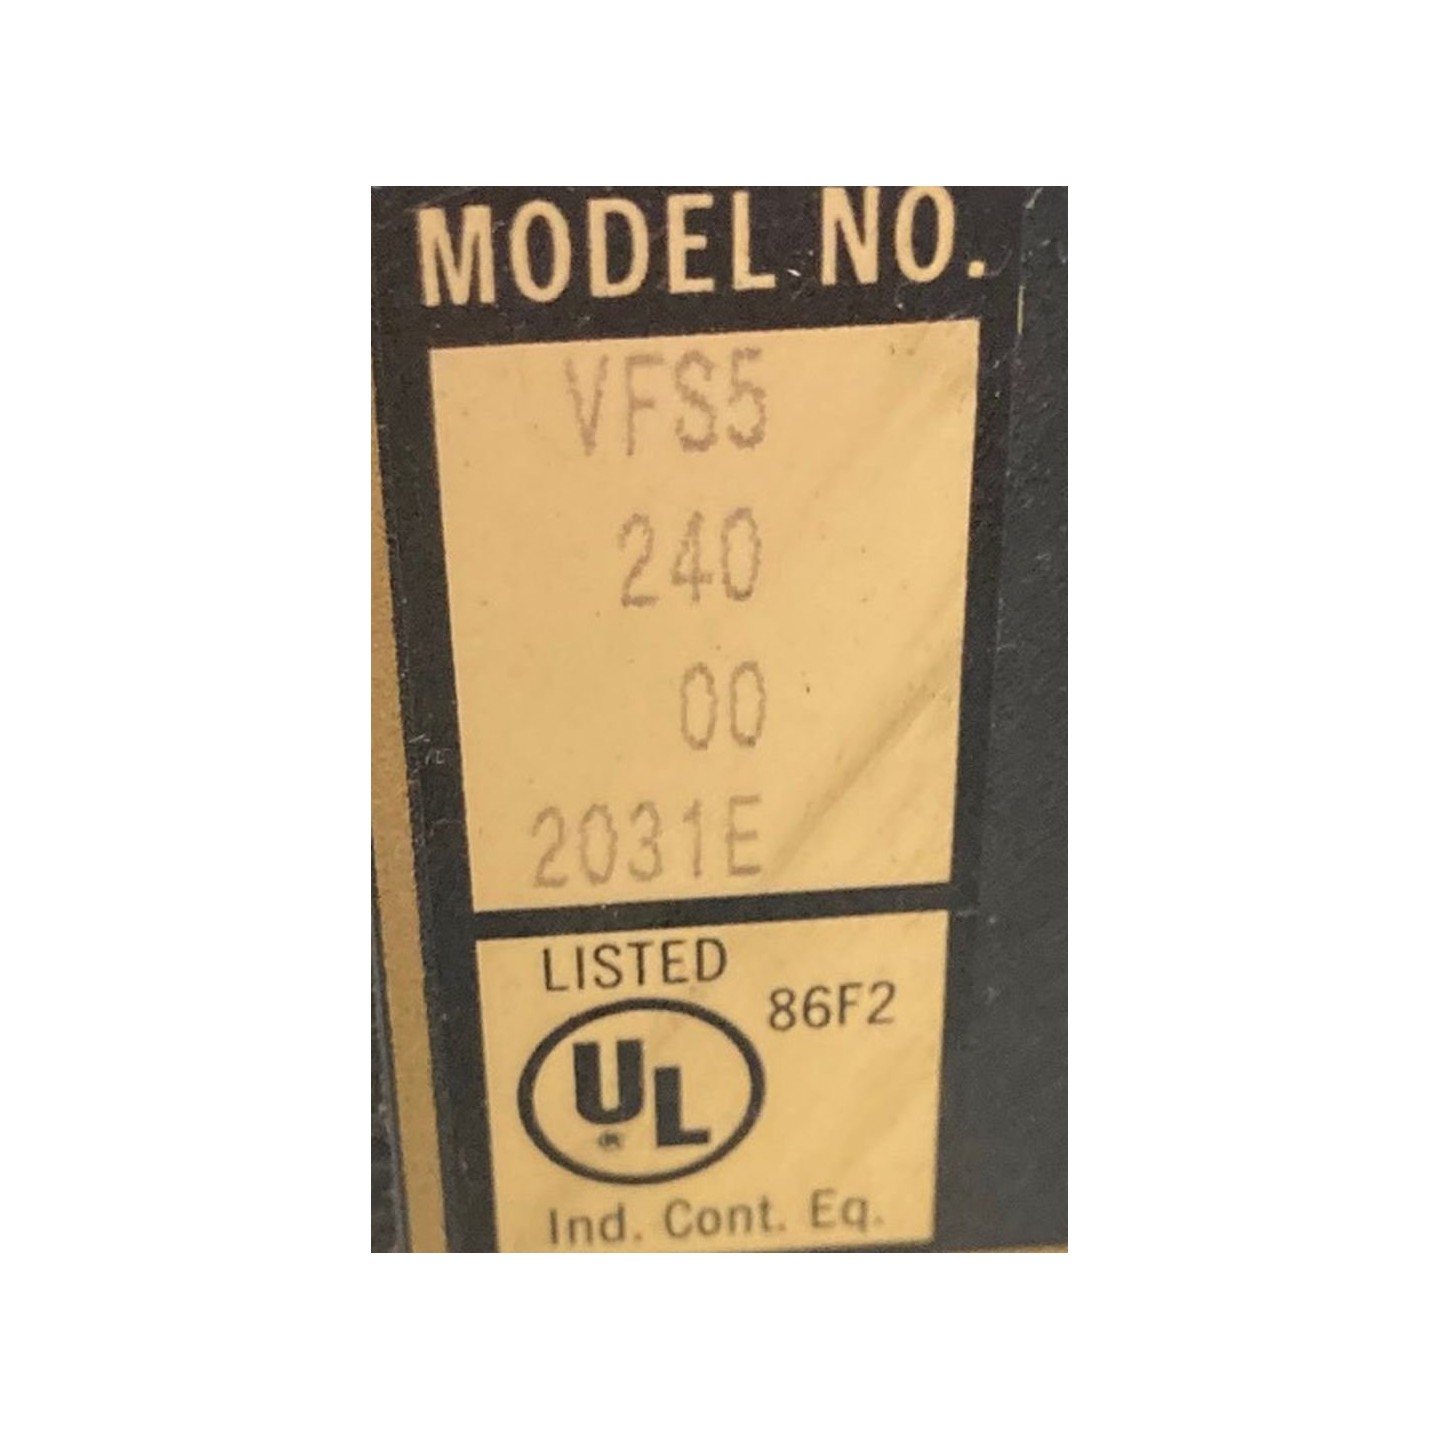 MODEL NO.
VFS5
240
00
2031E
LISTED
86F2
UL
®
Ind. Cont. Eq.